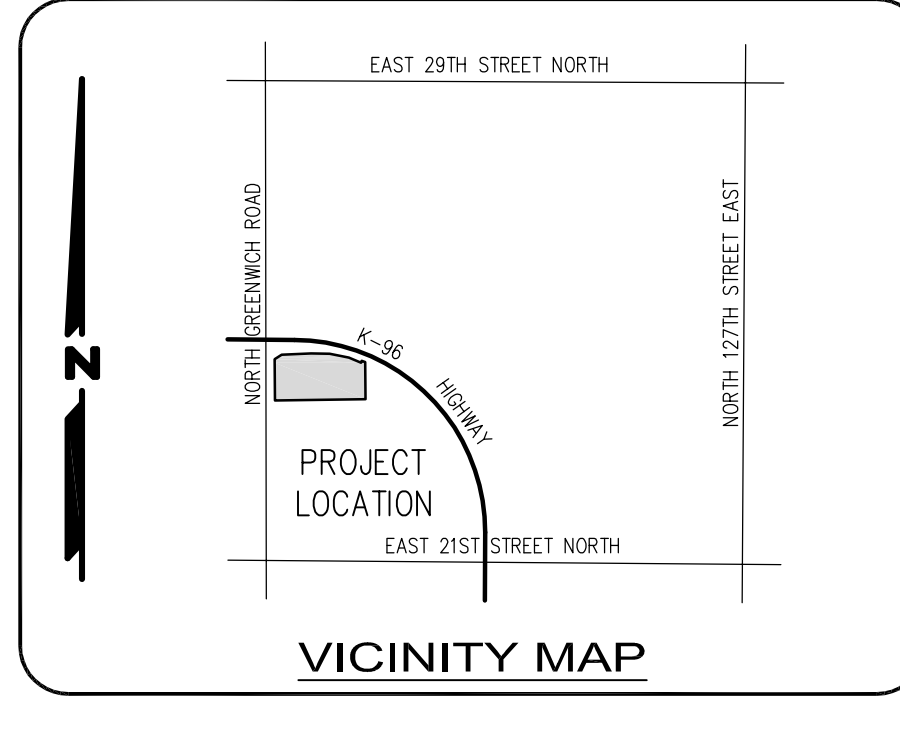 EAST 29TH STREET NORTH
NORTH GREENWICH ROAD
NORTH 127TH STREET EAST
K-96
HIGHWAY
N
PROJECT
LOCATION
EAST 21ST STREET NORTH
VICINITY MAP